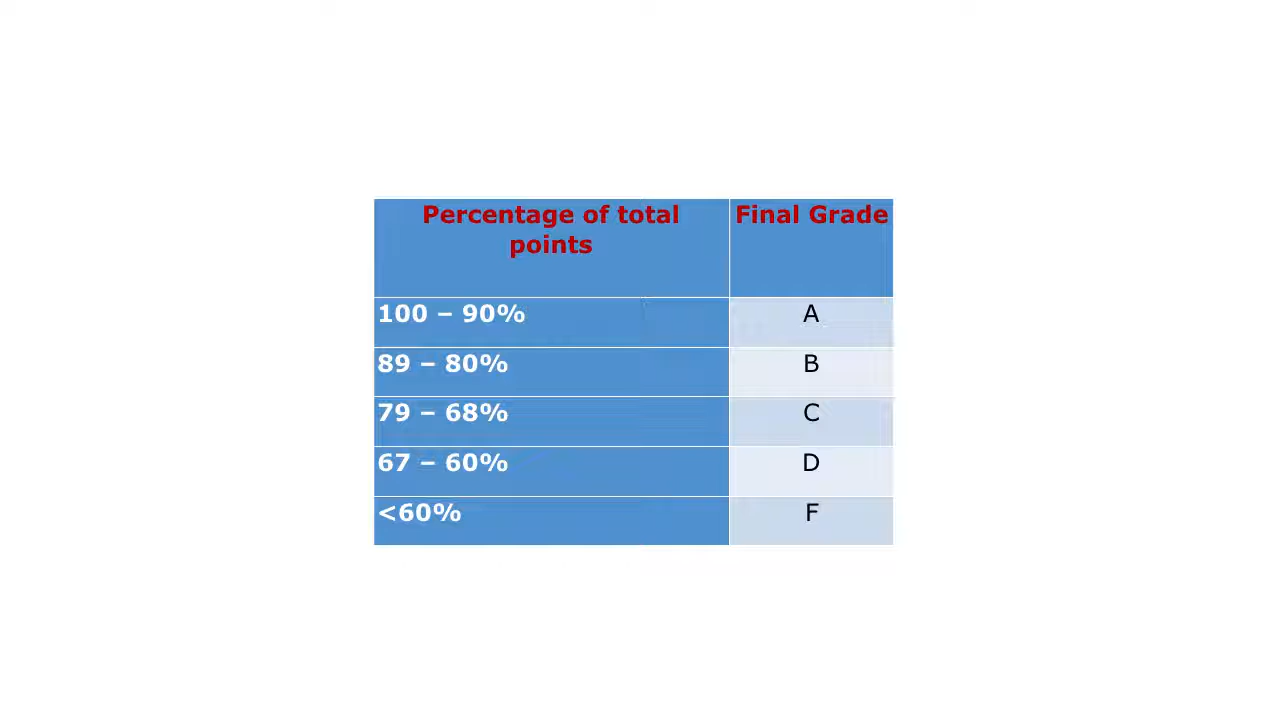 Percentage of total
points
Final Grade
100 – 90%
A
89 – 80%
B
79 – 68%
C
67 – 60%
D
<60%
F